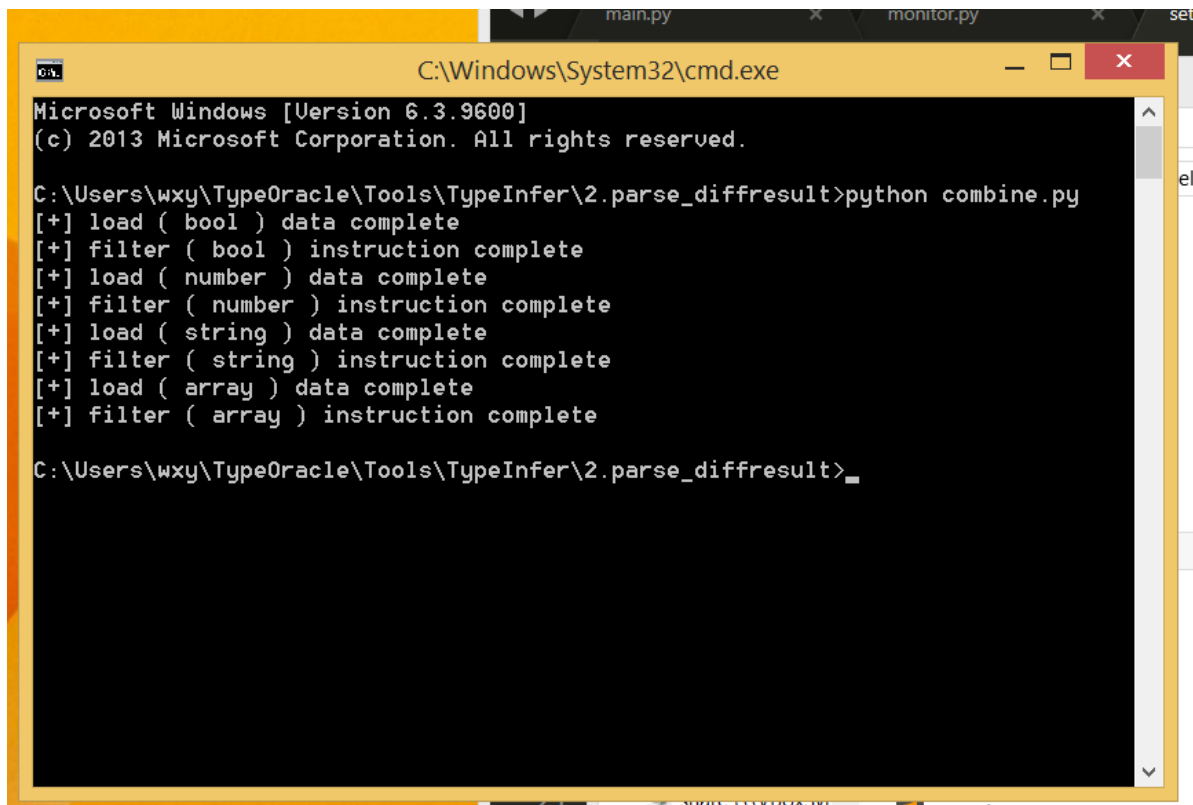 main.py
monitor.py
set
C:\Windows\System32\cmd.exe
Microsoft Windows [Version 6.3.9600]
(c) 2013 Microsoft Corporation. All rights reserved.
C:\Users\wxy\TypeOracle\Tools\TypeInfer\2.parse_diffresult>python combine.py
[+] load ( bool ) data complete
[+] filter ( bool ) instruction complete
[+] load ( number ) data complete
[+] filter ( number ) instruction complete
[+] load ( string ) data complete
[+] filter ( string ) instruction complete
[+] load ( array ) data complete
[+] filter ( array ) instruction complete
C:\Users\wxy\TypeOracle\Tools\TypeInfer\2.parse_diffresult>
el